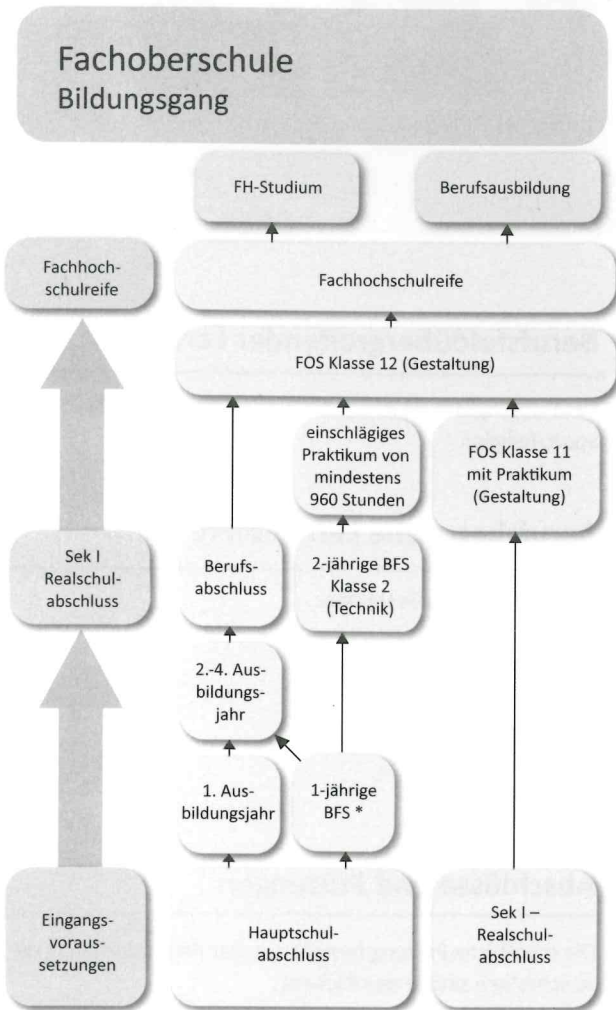 Fachoberschule
Bildungsgang
FH-Studium
Berufsausbildung
Fachhoch-
schulreife
Fachhochschulreife
FOS Klasse 12 (Gestaltung)
einschlägiges
Praktikum von
mindestens
960 Stunden
FOS Klasse 11
mit Praktikum
(Gestaltung)
Sek I
Realschul-
abschluss
Berufs-
abschluss
2-jährige BFS
Klasse 2
(Technik)
2.-4. Aus-
bildungs-
jahr
1. Aus-
bildungsjahr
1-jährige
BFS *
Eingangs-
voraus-
setzungen
Hauptschul-
abschluss
Sek I –
Realschul-
abschluss